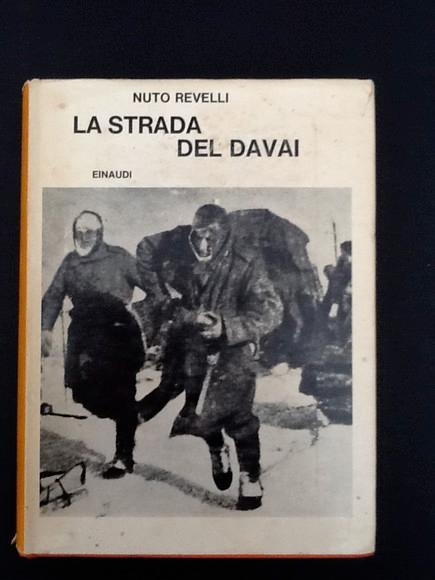 NUTO REVELLI
LA STRADA
DEL DAVAI
EINAUDI